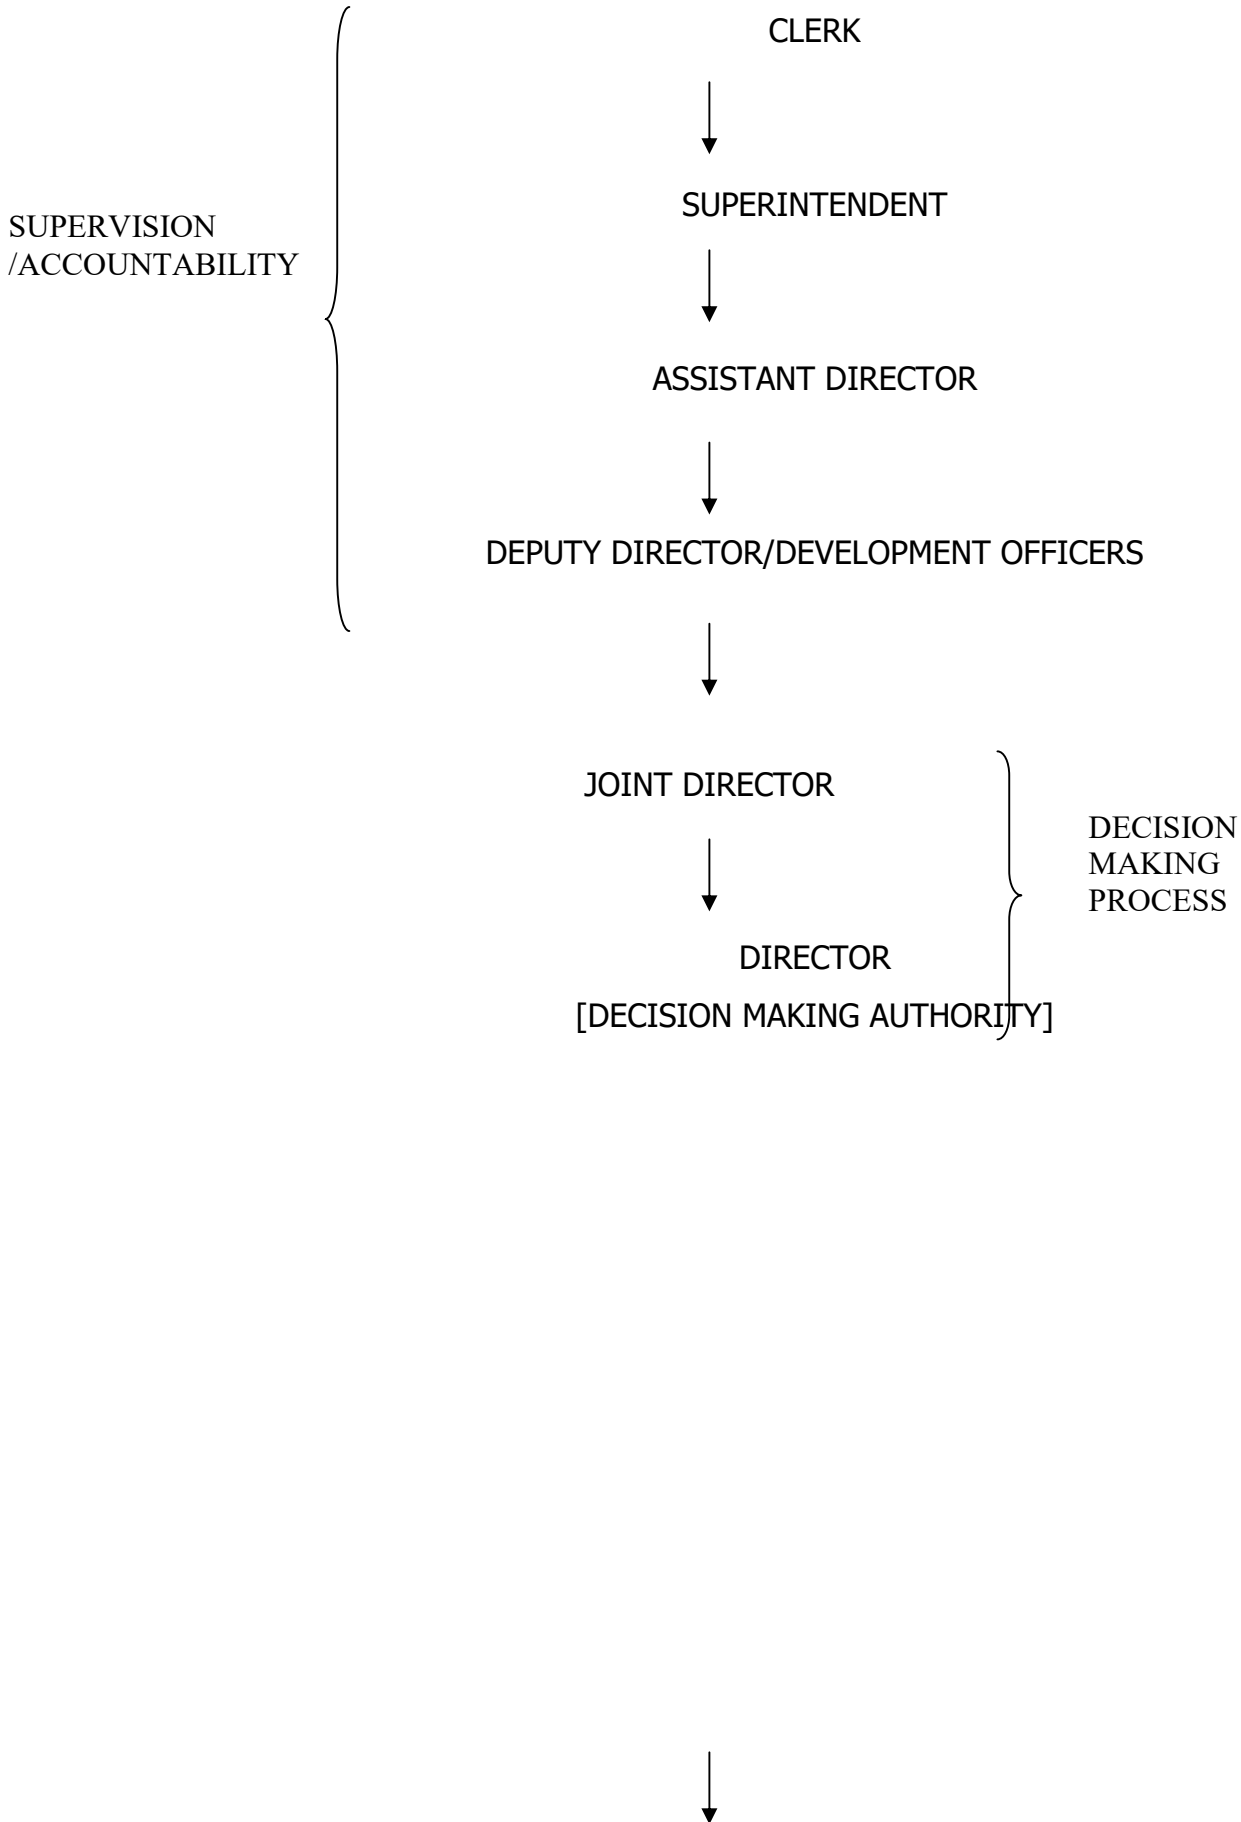 CLERK
SUPERINTENDENT
SUPERVISION
/ACCOUNTABILITY
ASSISTANT DIRECTOR
DEPUTY DIRECTOR/DEVELOPMENT OFFICERS
JOINT DIRECTOR
DECISION
MAKING
PROCESS
DIRECTOR
[DECISION MAKING AUTHORITY]